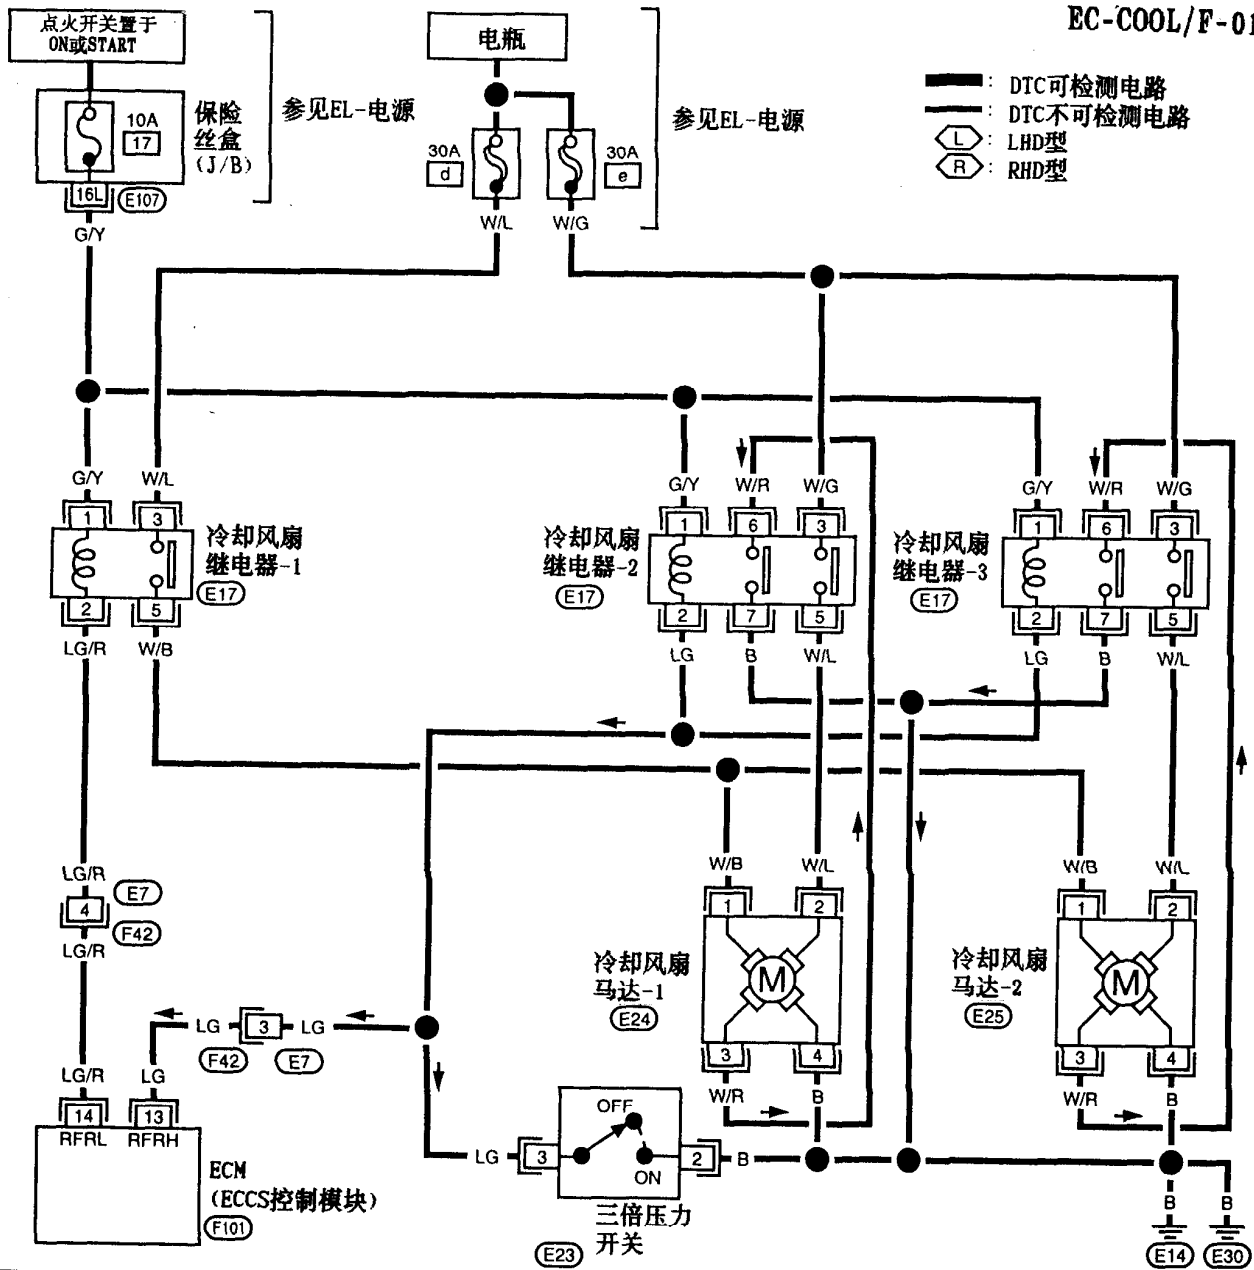 EC-COOL/F-01
点火开关置于
ON或START
电瓶
DTC可检测电路
DTC不可检测电路
L : LHD型
R : RHD型
10A
17
保险
丝盒
(J/B)
参见EL-电源
30A
d
30A
e
参见EL-电源
16L
E107
G/Y
W/L
W/G
G/Y
W/L
G/Y
W/R
W/G
G/Y
W/R
W/G
1
3
1
6
3
1
6
3
冷却风扇
继电器-1
E17
冷却风扇
继电器-2
E17
冷却风扇
继电器-3
E17
2
5
2
7
5
2
7
5
LG/R
W/B
LG
B
W/L
LG
B
W/L
LG/R
E7
4
F42
LG/R
W/B
W/L
W/B
W/L
1
2
1
2
冷却风扇
马达-1
E24
M
冷却风扇
马达-2
E25
M
3
4
3
4
W/R
B
W/R
B
LG
3
LG
F42
E7
LG/R
LG
14
13
RFRL
RFRH
ECM
(ECCS控制模块)
F101
LG
3
OFF
ON
2
B
三倍压力
开关
E23
B
B
E14
E30